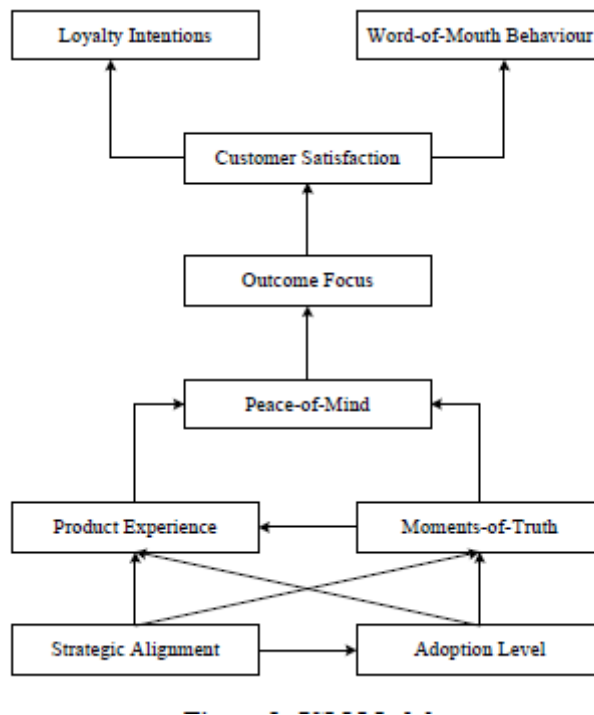 Loyalty Intentions
Word-of-Mouth Behaviour
Customer Satisfaction
Outcome Focus
Peace-of-Mind
Product Experience
Moments-of-Truth
Strategic Alignment
Adoption Level